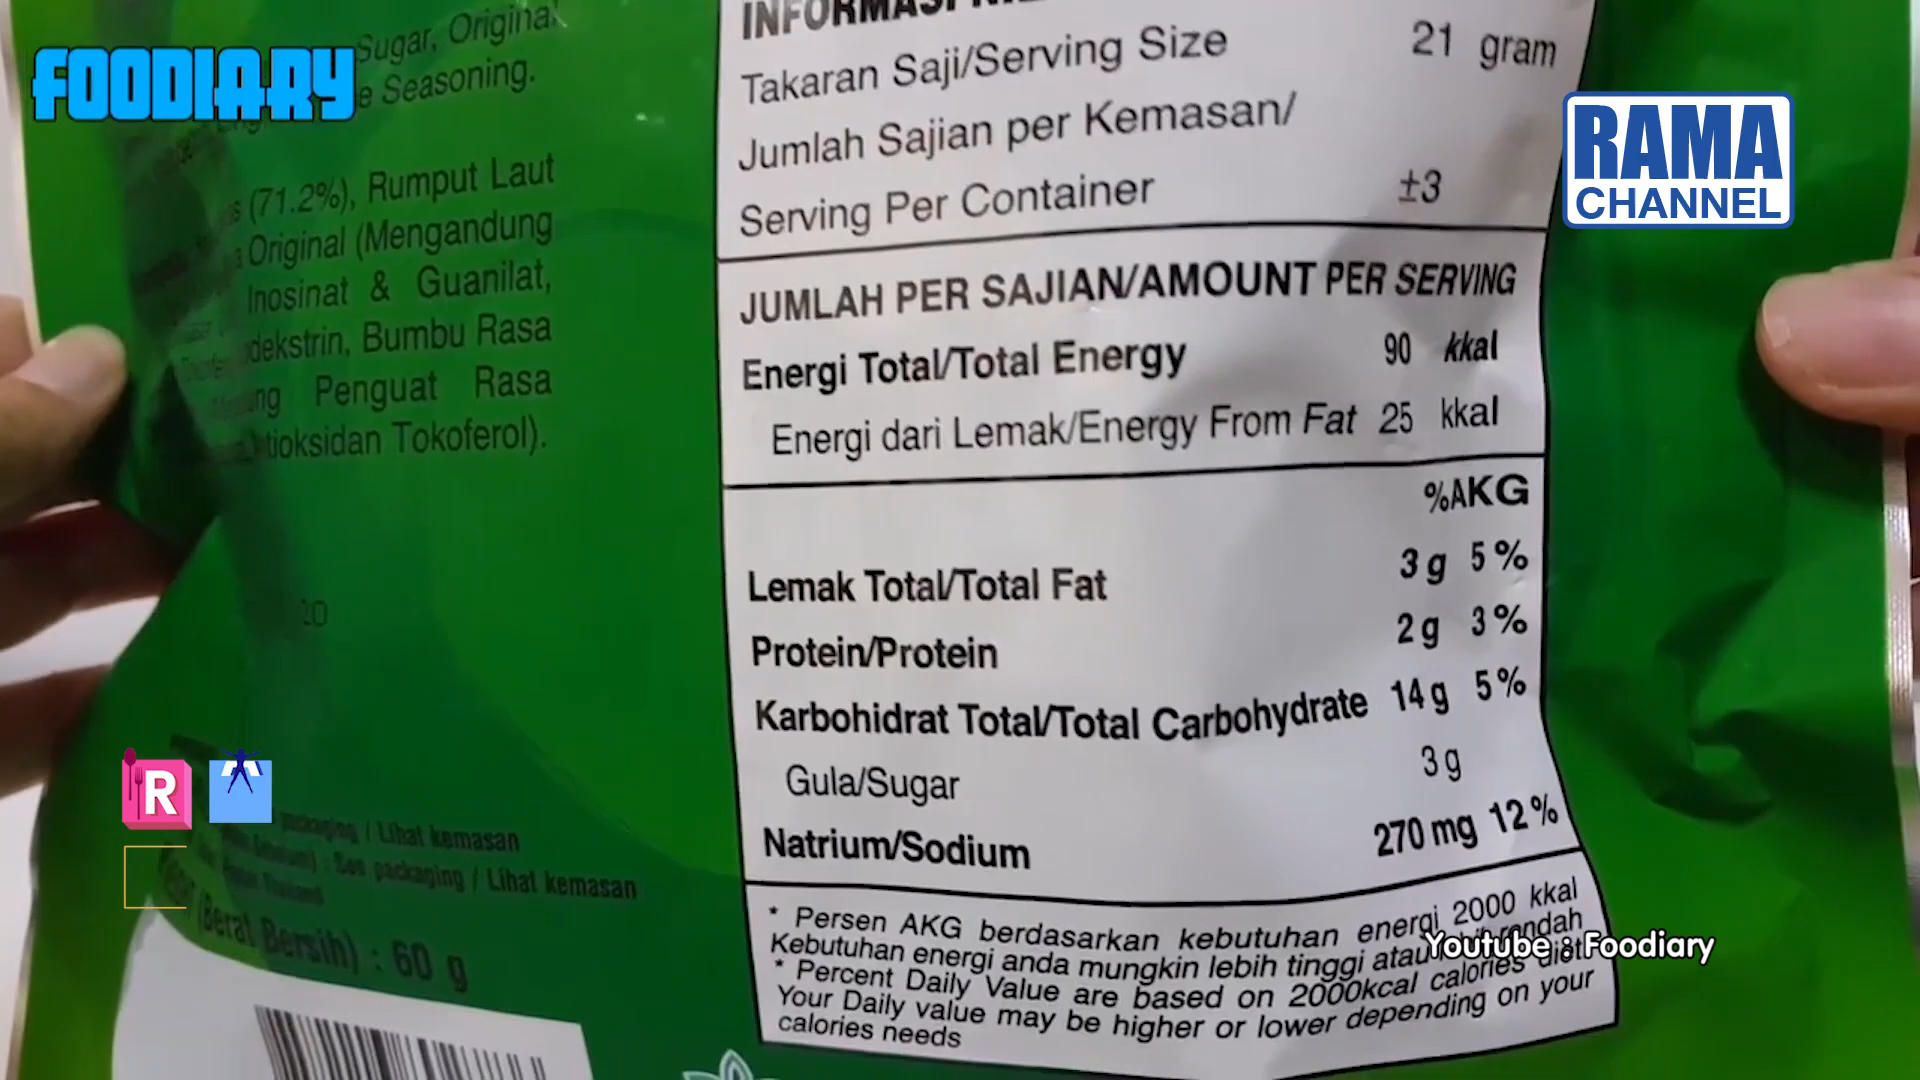 FOODIARY
RAMA
CHANNEL
Sugar, Original
Seasoning.
(71.2%), Rumput Laut
Original (Mengandung
Inosinat & Guanilat,
Bumbu Rasa
Penguat Rasa
Tokoferol).
20
packaging / Lihat kemasan
: See packaging / Lihat kemasan
(Berat Bersih) : 60 g
R
Takaran Saji/Serving Size 21 gram
Jumlah Sajian per Kemasan/
Serving Per Container ±3
JUMLAH PER SAJIAN/AMOUNT PER SERVING
Energi Total/Total Energy 90 kkal
Energi dari Lemak/Energy From Fat 25 kkal
%AKG
Lemak Total/Total Fat 3 g 5 %
Protein/Protein 2 g 3 %
Karbohidrat Total/Total Carbohydrate 14 g 5 %
Gula/Sugar 3 g
Natrium/Sodium 270 mg 12 %
* Persen AKG berdasarkan kebutuhan energi 2000 kkal
Kebutuhan energi anda mungkin lebih tinggi atau
* Percent Daily Value are based on 2000kcal calories diet
Your Daily value may be higher or lower depending on your
calories needs
Youtube : Foodiary